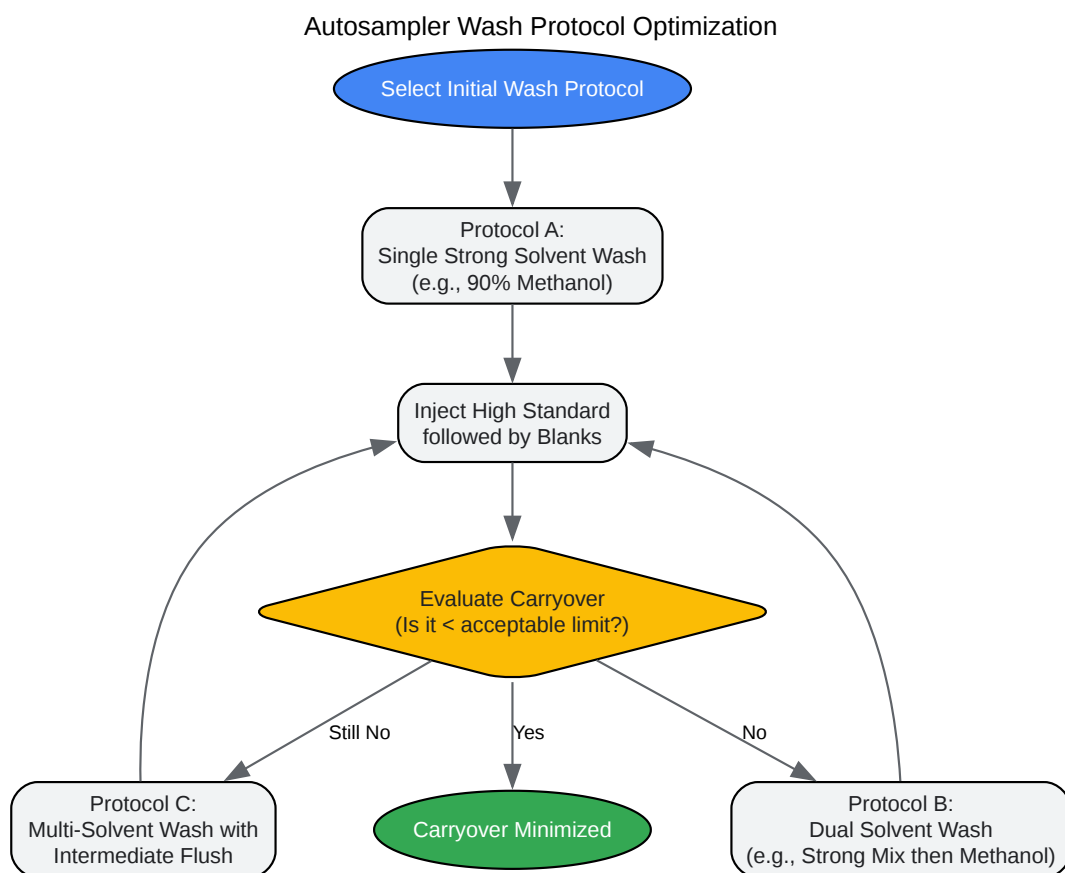 Autosampler Wash Protocol Optimization
Select Initial Wash Protocol
Protocol A:
Single Strong Solvent Wash
(e.g., 90% Methanol)
Inject High Standard
followed by Blanks
Evaluate Carryover
(Is it < acceptable limit?)
Still No
Yes
No
Protocol C:
Multi-Solvent Wash with
Intermediate Flush
Carryover Minimized
Protocol B:
Dual Solvent Wash
(e.g., Strong Mix then Methanol)